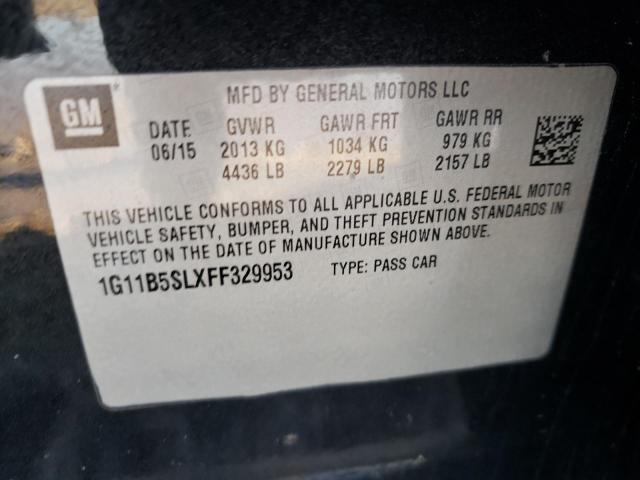 GM
MFD BY GENERAL MOTORS LLC
DATE GVWR GAWR FRT GAWR RR
06/15 2013 KG 1034 KG 979 KG
4436 LB 2279 LB 2157 LB
THIS VEHICLE CONFORMS TO ALL APPLICABLE U.S. FEDERAL MOTOR
VEHICLE SAFETY, BUMPER, AND THEFT PREVENTION STANDARDS IN
EFFECT ON THE DATE OF MANUFACTURE SHOWN ABOVE.
1G11B5SLXFF329953 TYPE: PASS CAR